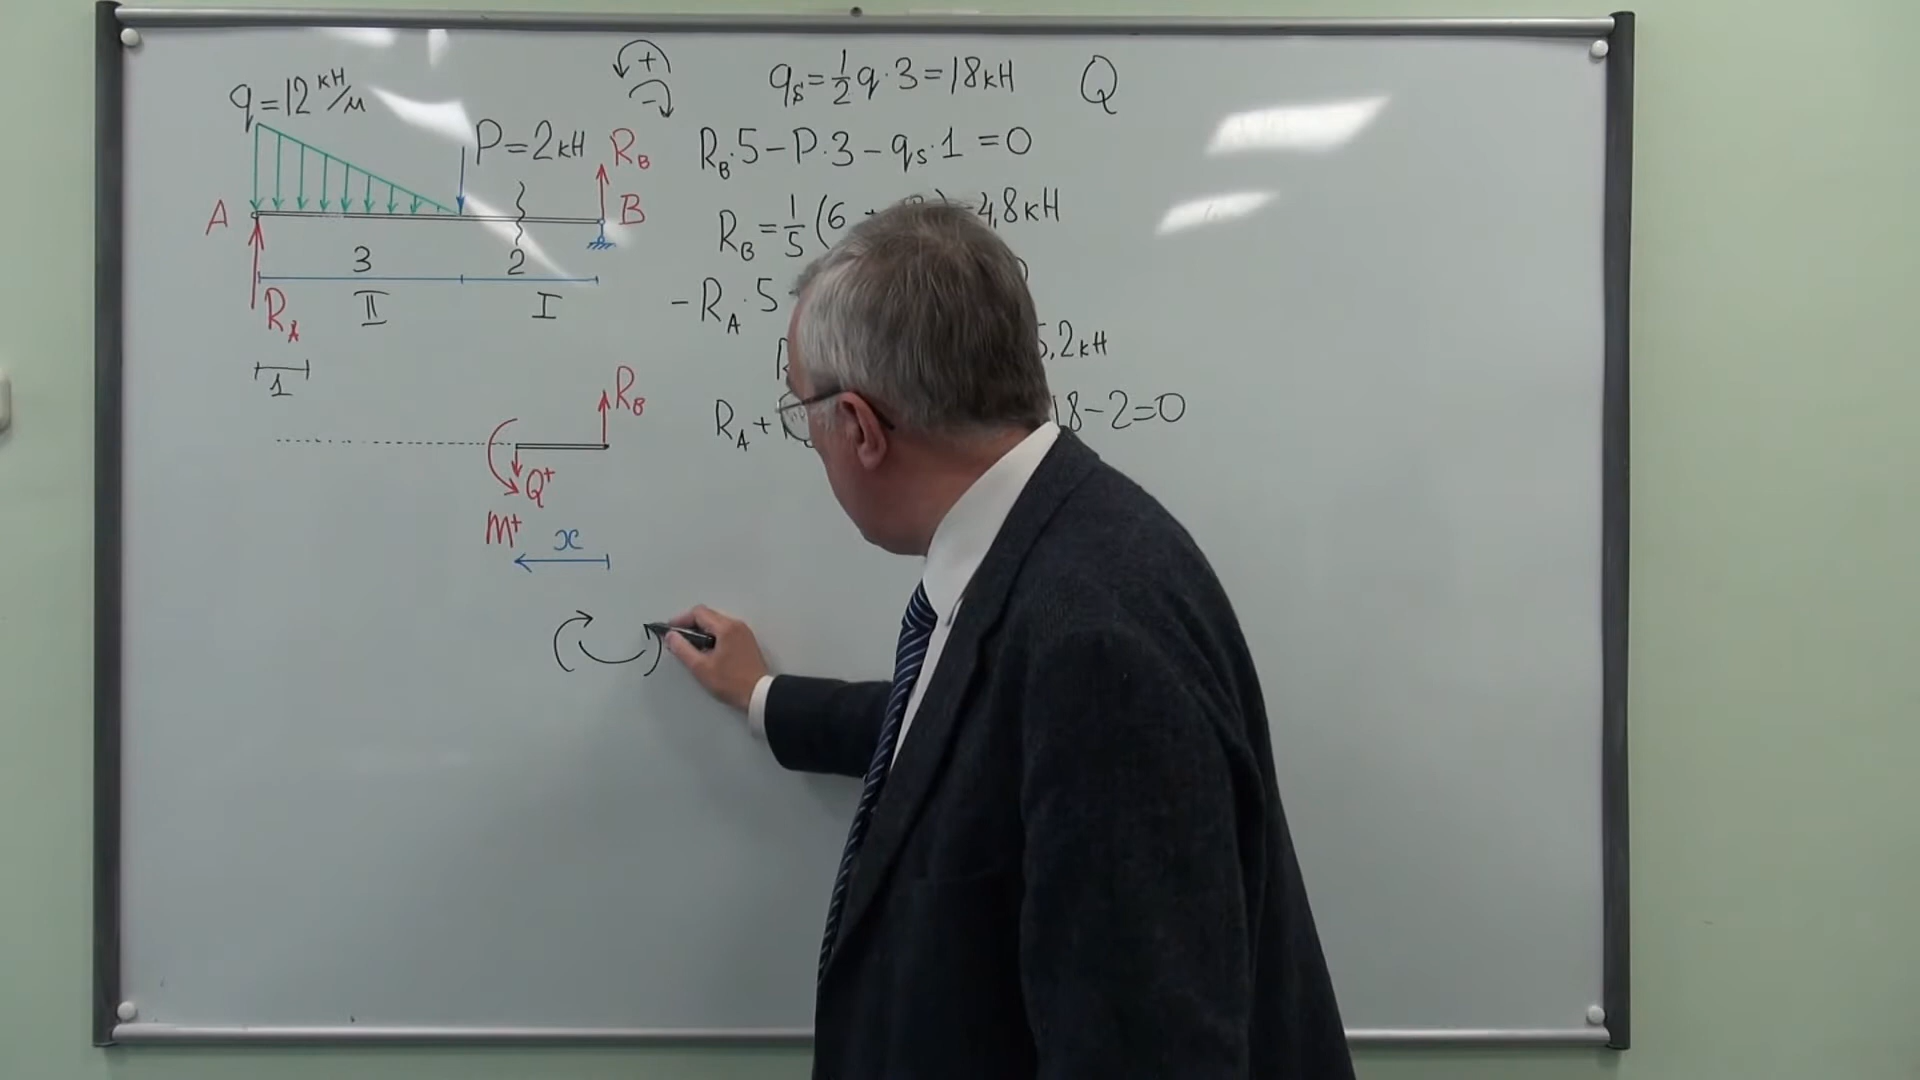 q=12 кН/м
P=2кН
R_B
A
B
3
2
II
I
R_A
1
R_B
Q⁺
M⁺
x
+
−
q_s=½q·3=18кН
Q
R_B·5−P·3−q_s·1=0
R_B=1/5(6+
4,8кН
−R_A·5
5,2кН
R_A+
18−2=0